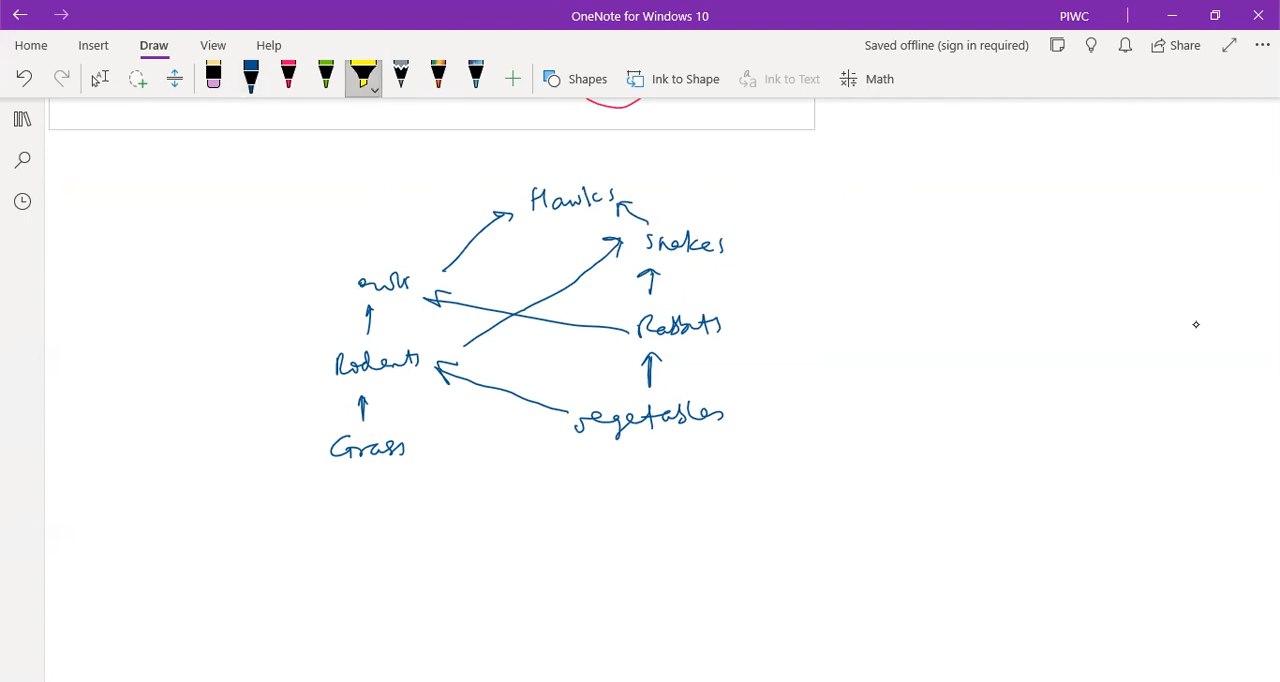 OneNote for Windows 10
PIWC
Home Insert Draw View Help
Saved offline (sign in required)
Share
Shapes
Ink to Shape
Ink to Text
Math
Hawks
snakes
owls
Rabbits
Rodents
vegetables
Grass